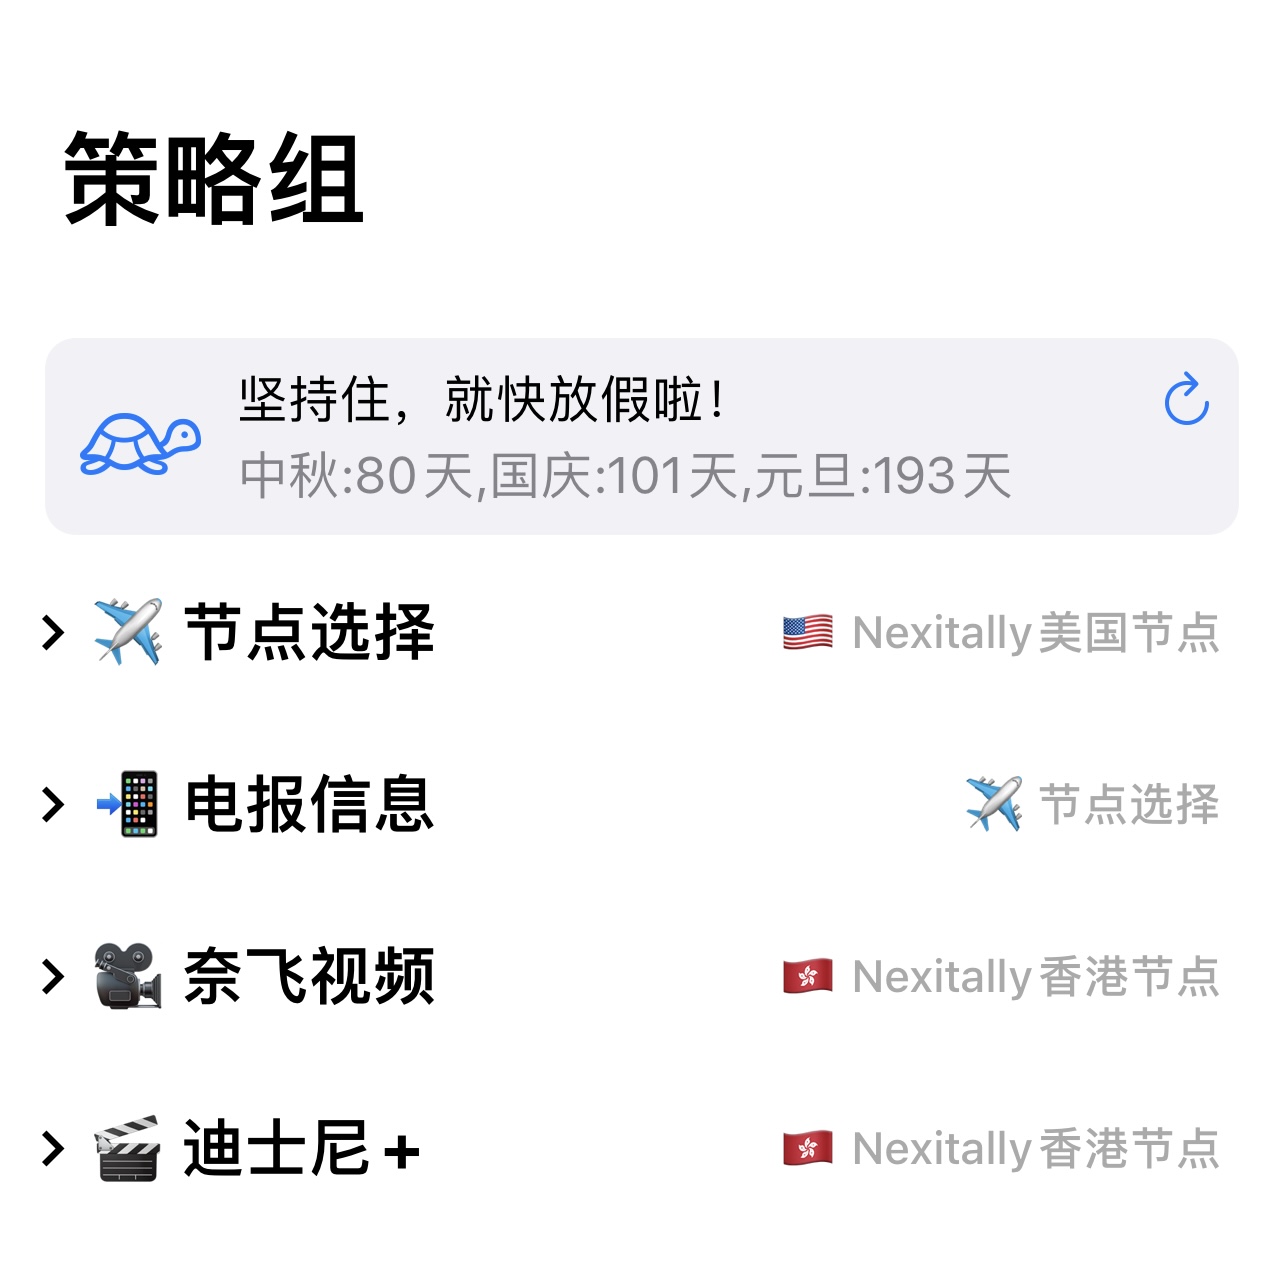 策略组
坚持住，就快放假啦！
中秋:80天,国庆:101天,元旦:193天
节点选择
Nexitally美国节点
电报信息
节点选择
奈飞视频
Nexitally香港节点
迪士尼+
Nexitally香港节点